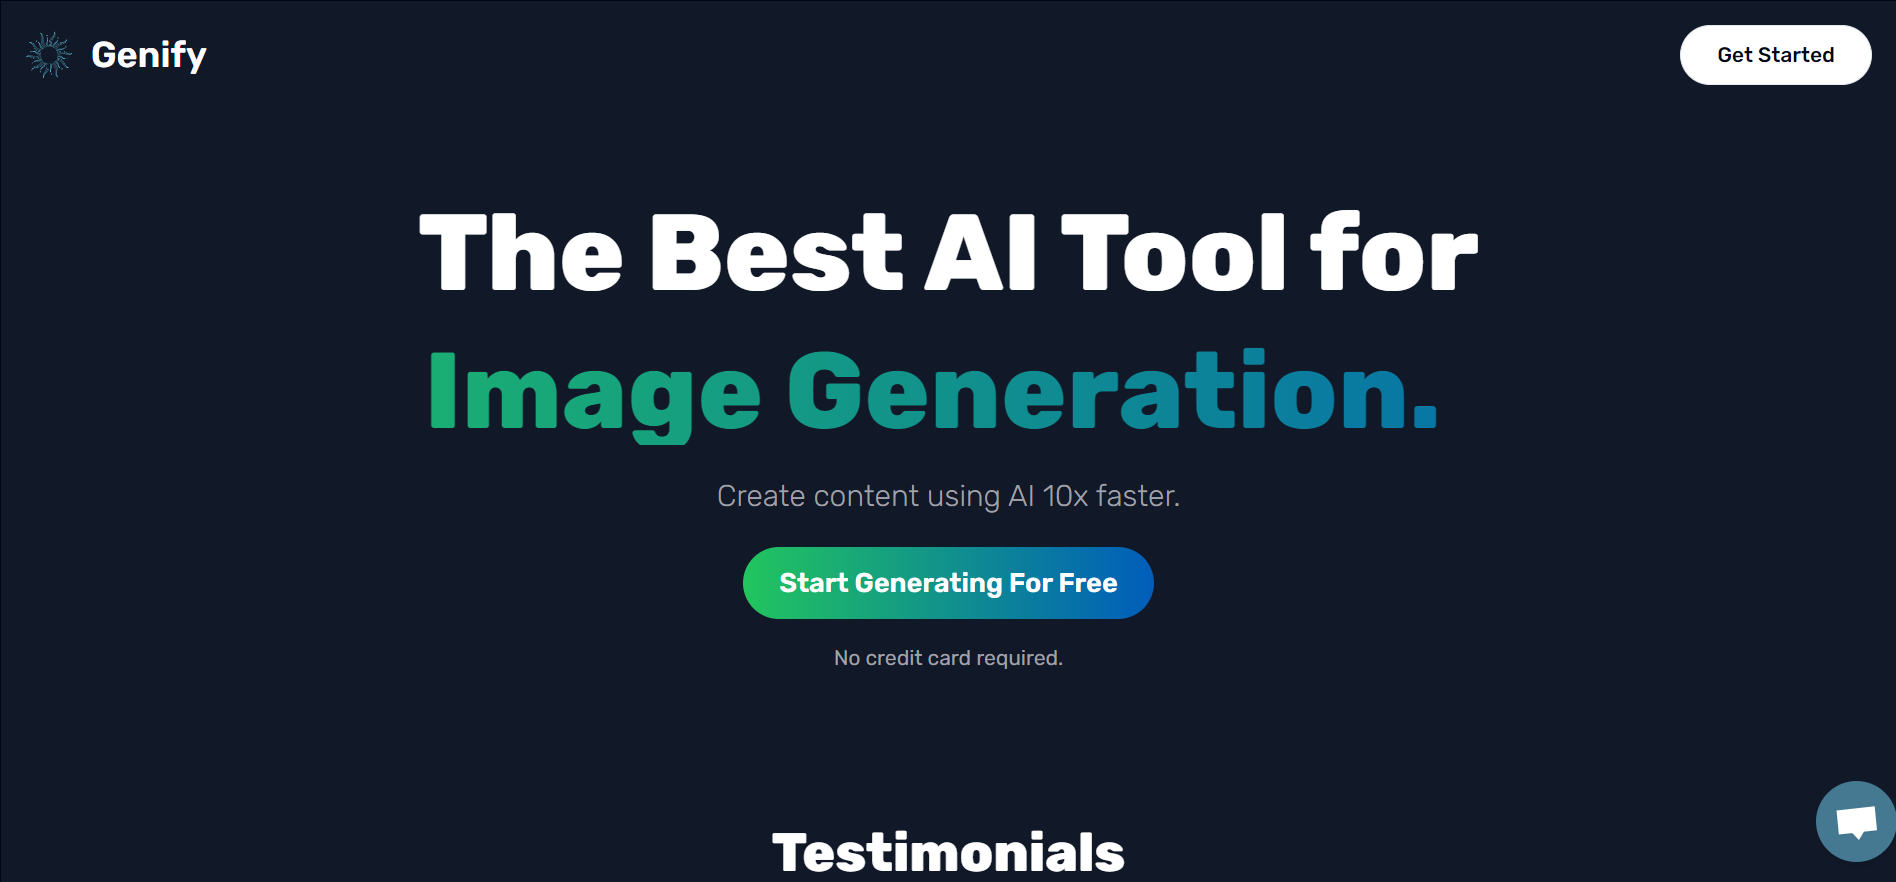 Genify
Get Started
The Best AI Tool for
Image Generation.
Create content using AI 10x faster.
Start Generating For Free
No credit card required.
Testimonials